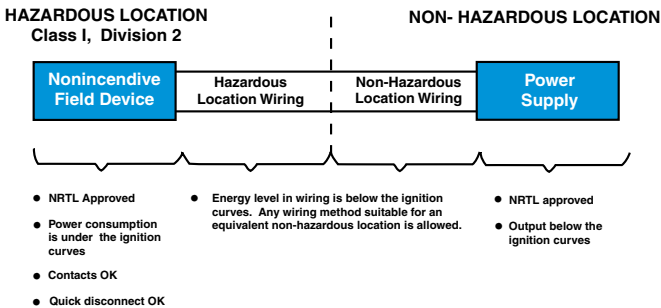 HAZARDOUS LOCATION
Class I, Division 2
NON- HAZARDOUS LOCATION
Nonincendive
Field Device
Hazardous
Location Wiring
Non-Hazardous
Location Wiring
Power
Supply
• NRTL Approved
• Power consumption
is under the ignition
curves
• Contacts OK
• Quick disconnect OK
• Energy level in wiring is below the ignition
curves. Any wiring method suitable for an
equivalent non-hazardous location is allowed.
• NRTL approved
• Output below the
ignition curves